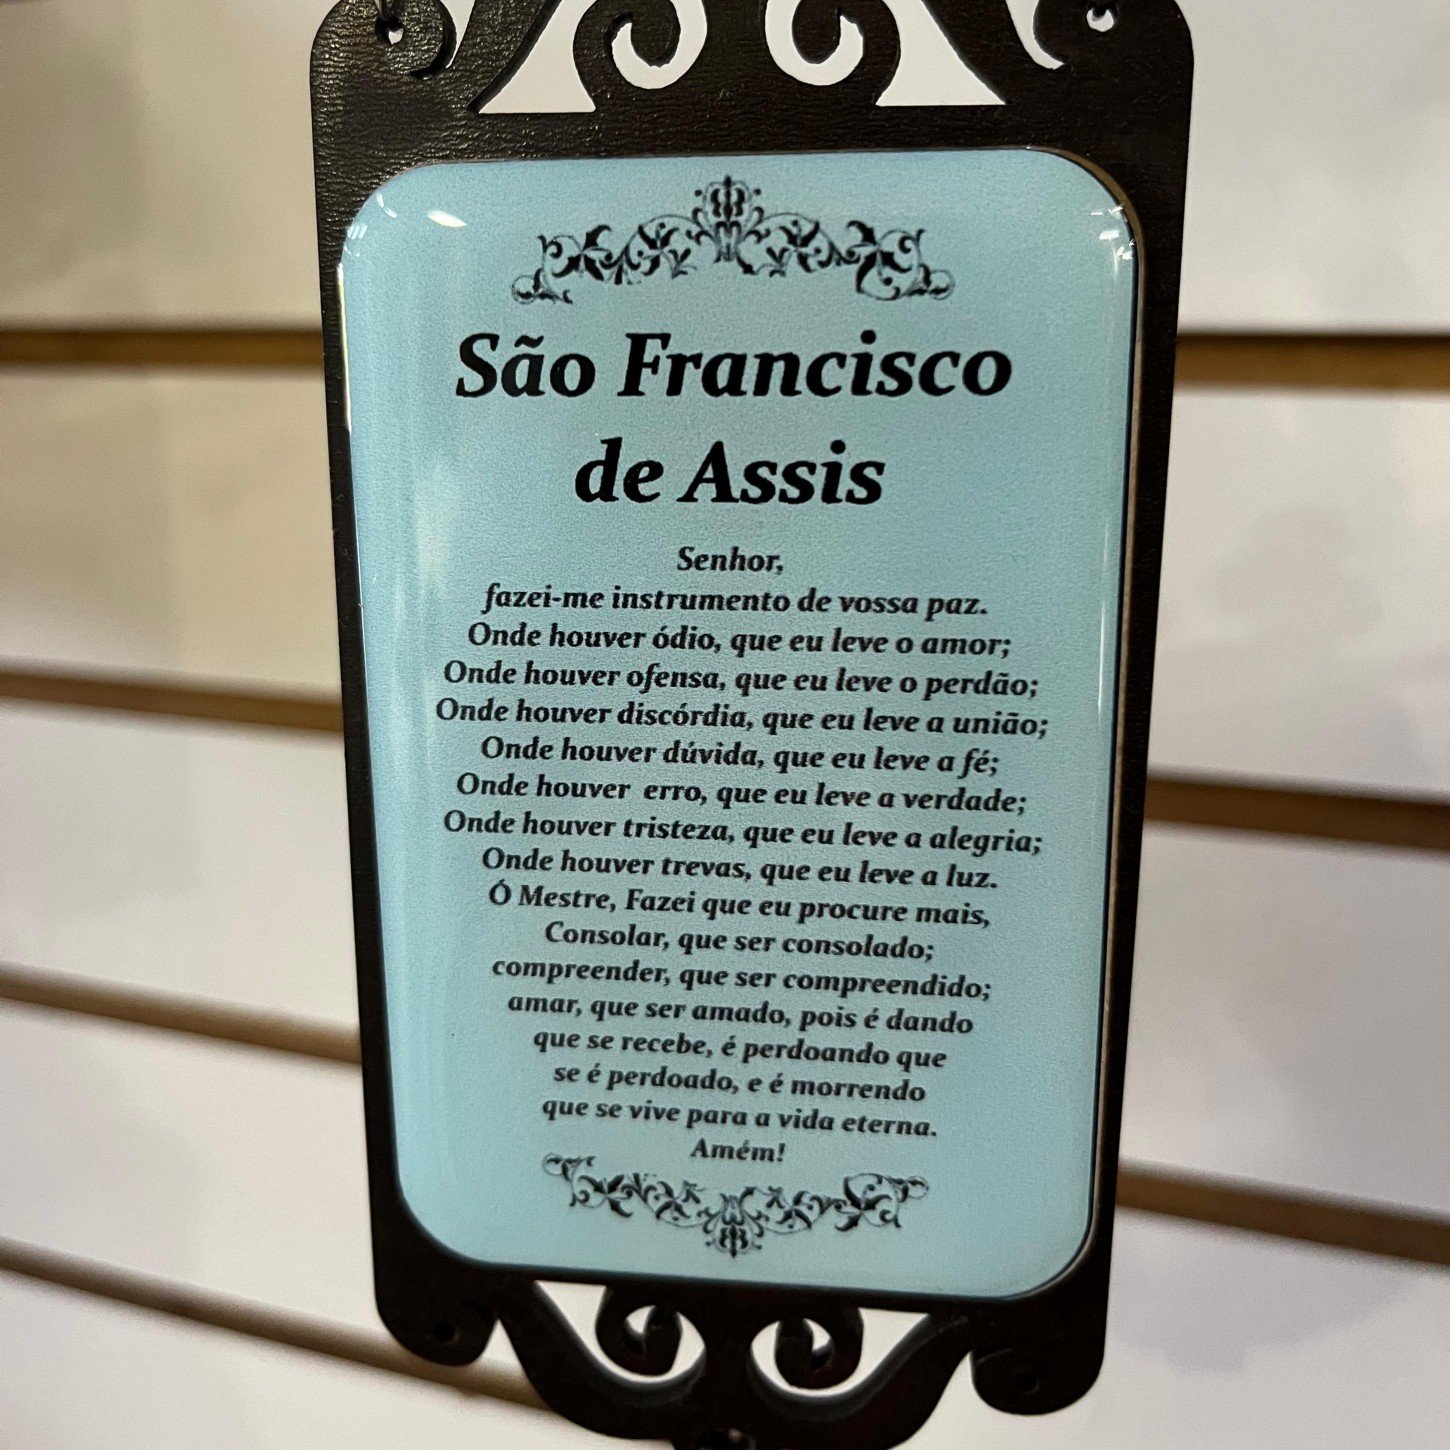 São Francisco
de Assis
Senhor,
fazei-me instrumento de vossa paz.
Onde houver ódio, que eu leve o amor;
Onde houver ofensa, que eu leve o perdão;
Onde houver discórdia, que eu leve a união;
Onde houver dúvida, que eu leve a fé;
Onde houver  erro, que eu leve a verdade;
Onde houver tristeza, que eu leve a alegria;
Onde houver trevas, que eu leve a luz.
Ó Mestre, Fazei que eu procure mais,
Consolar, que ser consolado;
compreender, que ser compreendido;
amar, que ser amado, pois é dando
que se recebe, é perdoando que
se é perdoado, e é morrendo
que se vive para a vida eterna.
Amém!